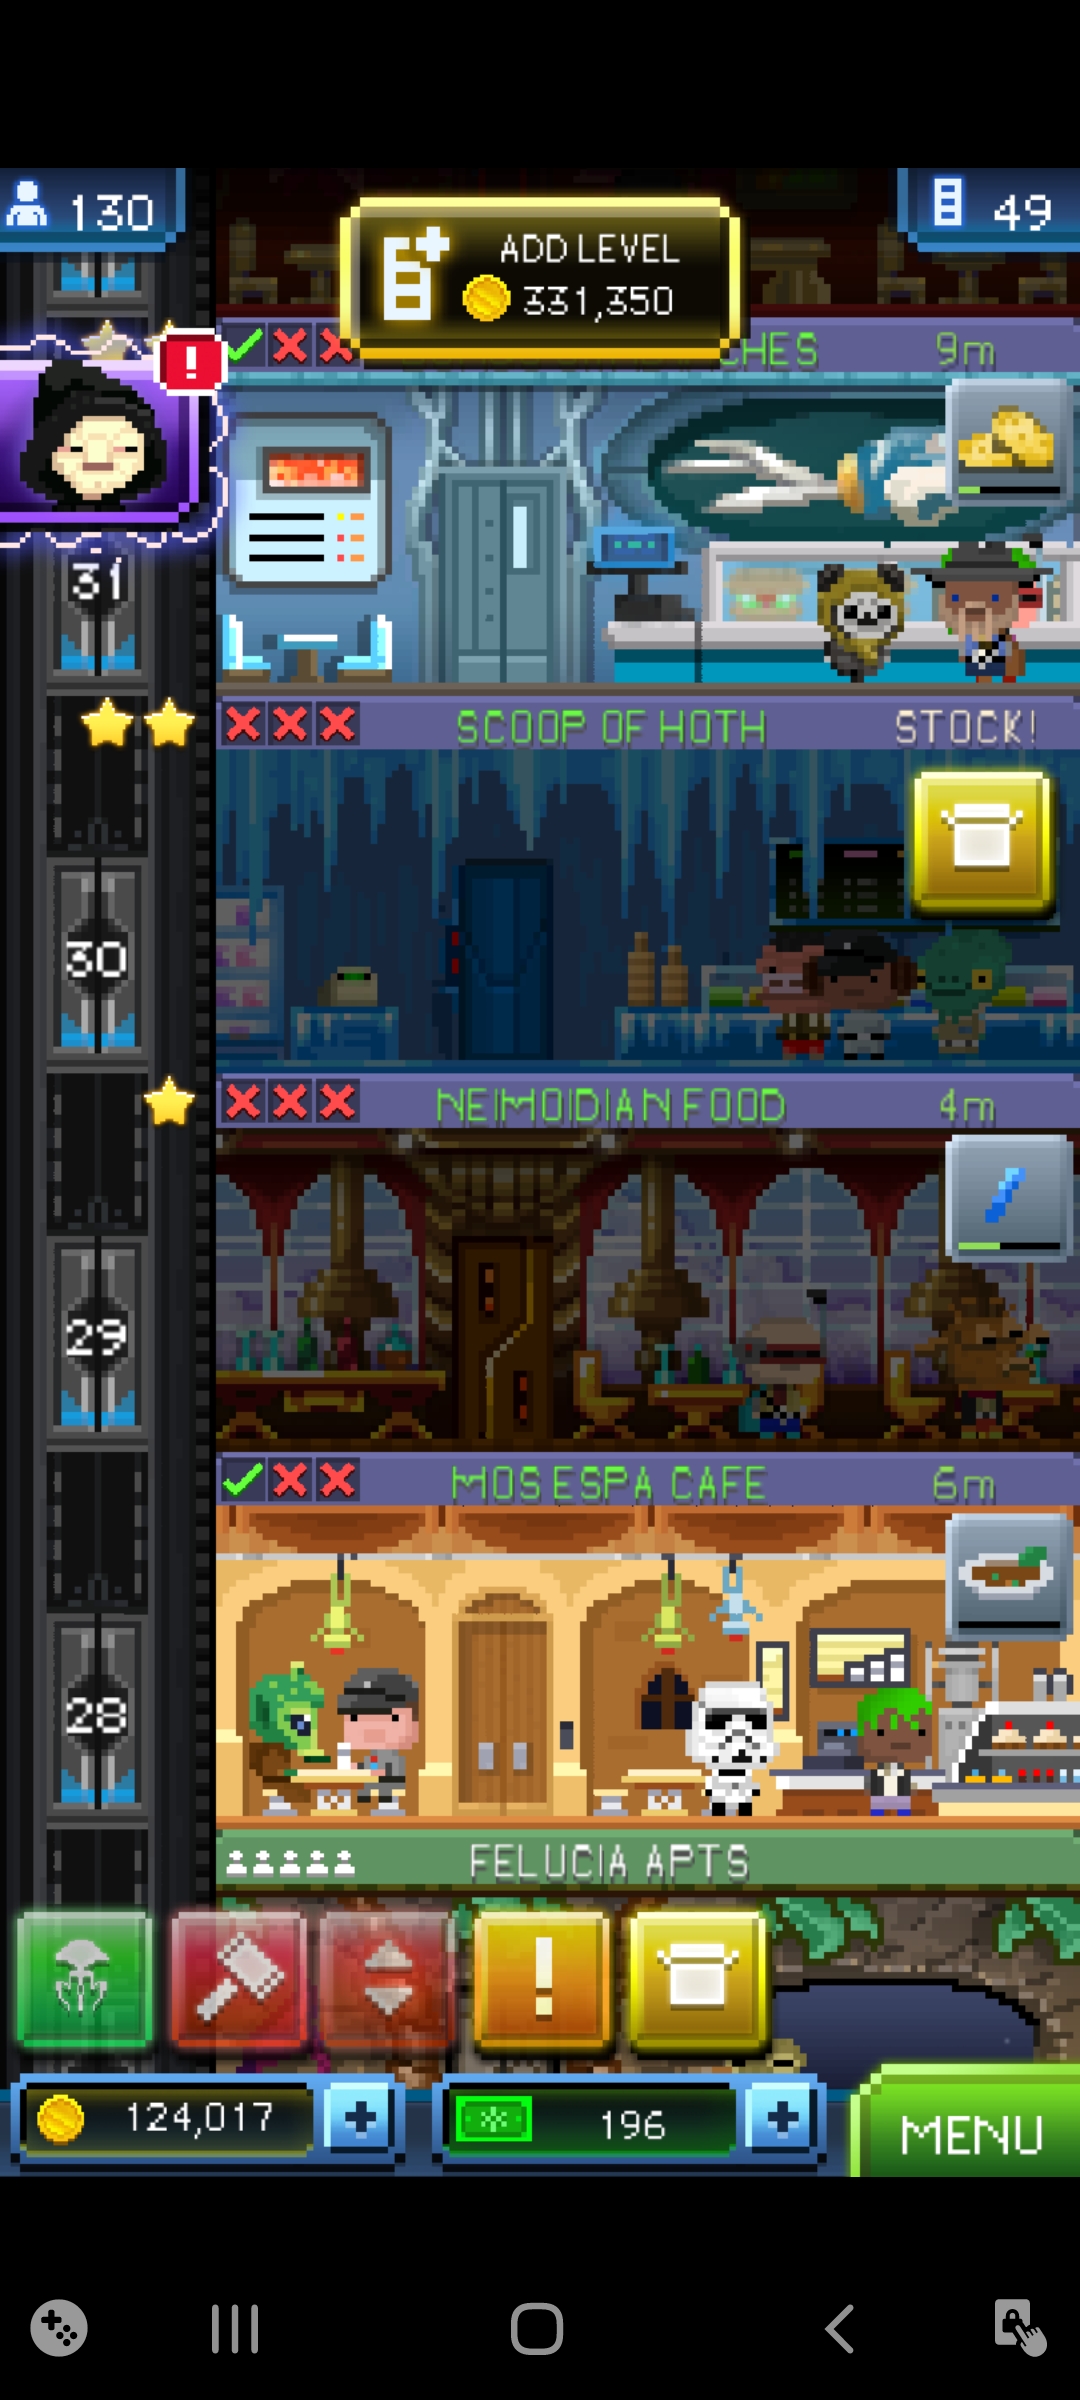 130
ADD LEVEL
331,350
49
CHES 9m
31
SCOOP OF HOTH STOCK!
30
NEIMOIDIAN FOOD 4m
29
MOS ESPA CAFE 6m
28
FELUCIA APTS
124,017
196
MENU